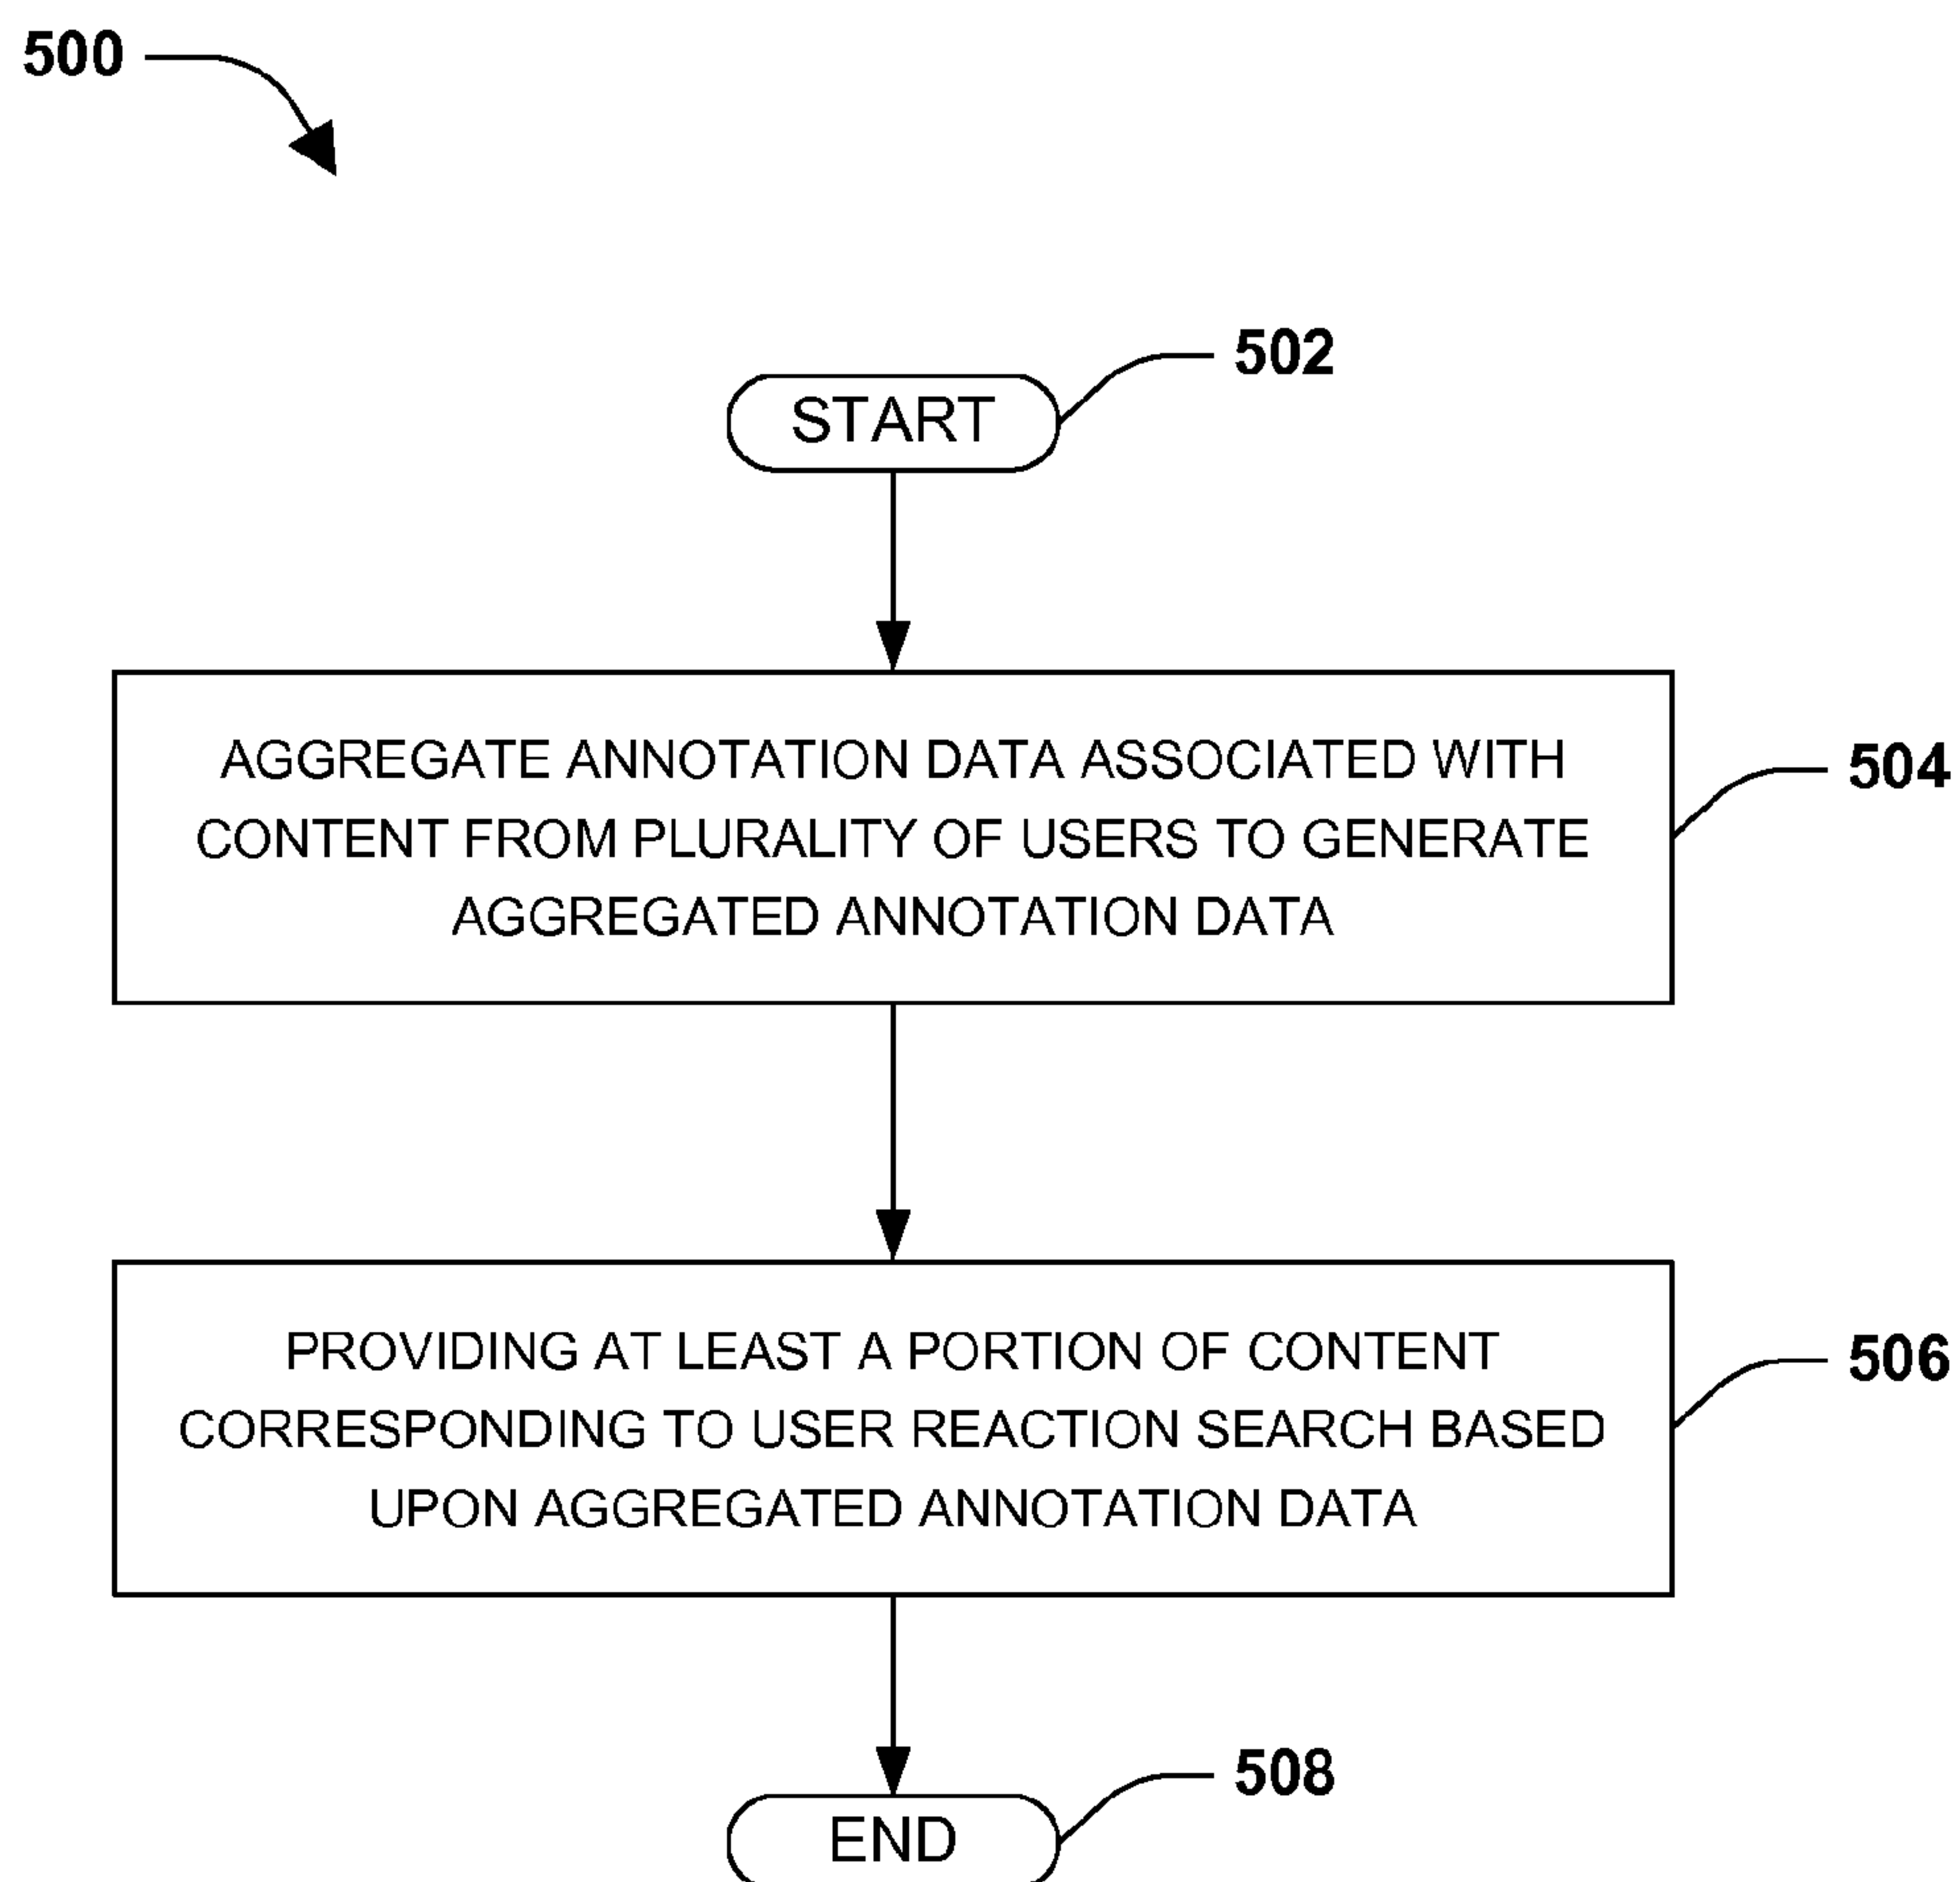 500
502
START
AGGREGATE ANNOTATION DATA ASSOCIATED WITH
CONTENT FROM PLURALITY OF USERS TO GENERATE
AGGREGATED ANNOTATION DATA
504
PROVIDING AT LEAST A PORTION OF CONTENT
CORRESPONDING TO USER REACTION SEARCH BASED
UPON AGGREGATED ANNOTATION DATA
506
508
END